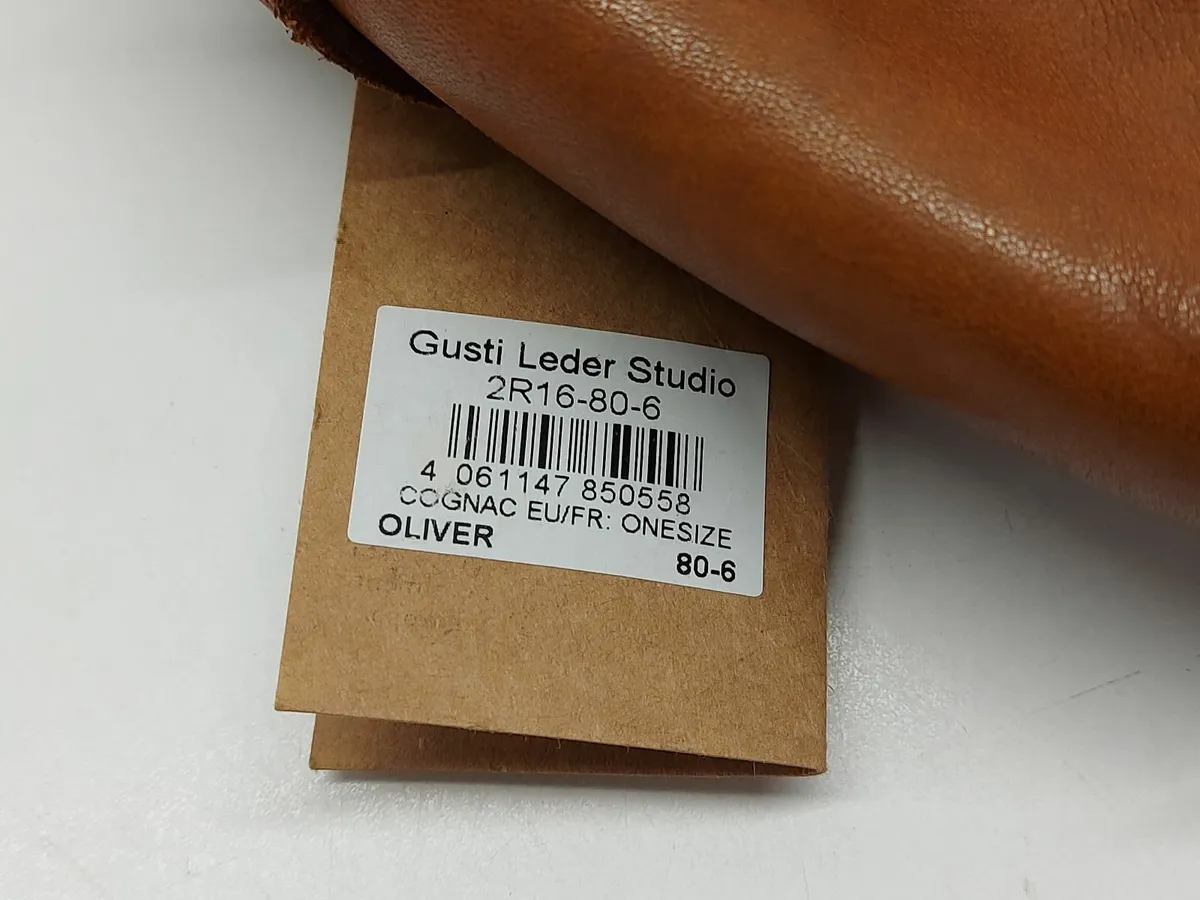 Gusti Leder Studio
2R16-80-6
4 061147 850558
COGNAC EU/FR: ONESIZE
OLIVER 80-6